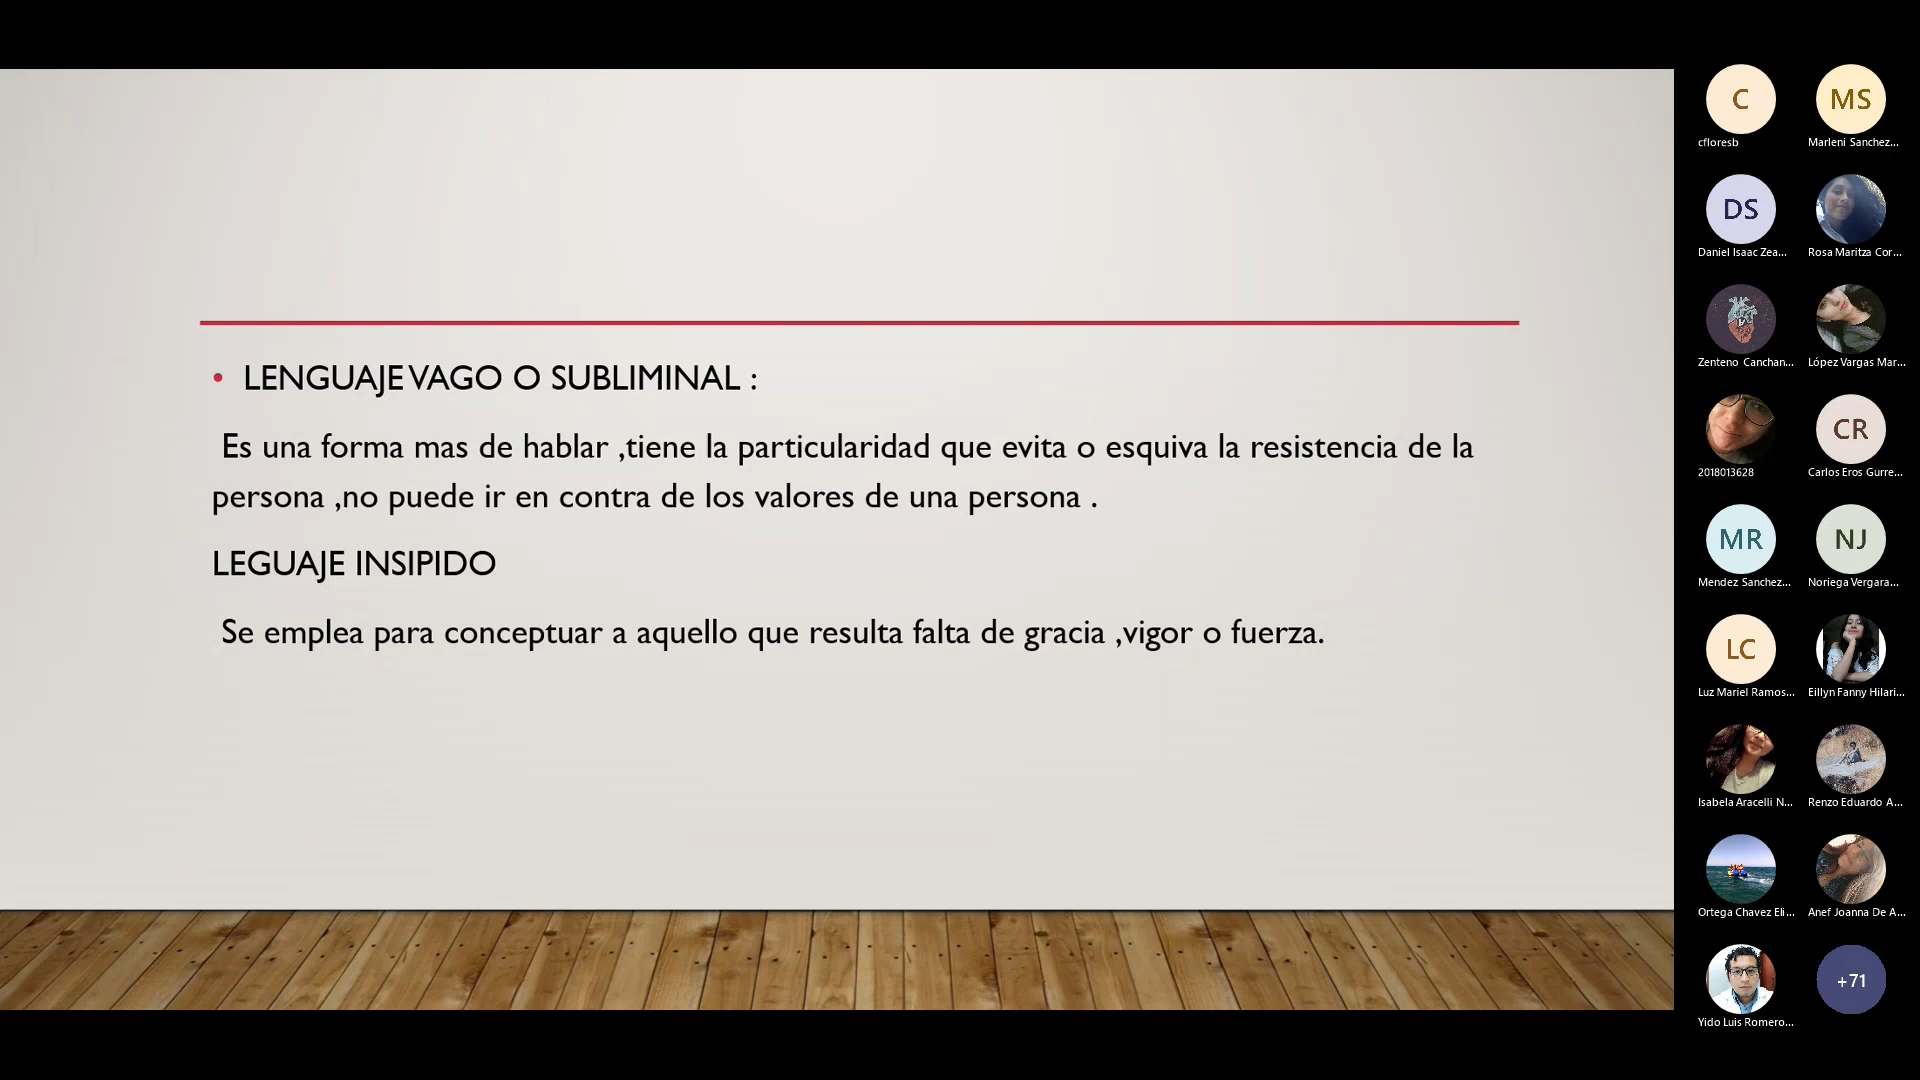 • LENGUAJE VAGO O SUBLIMINAL :
Es una forma mas de hablar ,tiene la particularidad que evita o esquiva la resistencia de la
persona ,no puede ir en contra de los valores de una persona .
LEGUAJE INSIPIDO
Se emplea para conceptuar a aquello que resulta falta de gracia ,vigor o fuerza.
C
MS
cfloresb
Marleni Sanchez...
DS
Daniel Isaac Zea...
Rosa Maritza Cor...
Zenteno Canchan...
López Vargas Mar...
CR
2018013628
Carlos Eros Gurre...
MR
NJ
Mendez Sanchez...
Noriega Vergara...
LC
Luz Mariel Ramos...
Eillyn Fanny Hilari...
Isabela Aracelli N...
Renzo Eduardo A...
Ortega Chavez Eli...
Anef Joanna De A...
+71
Yido Luis Romero...